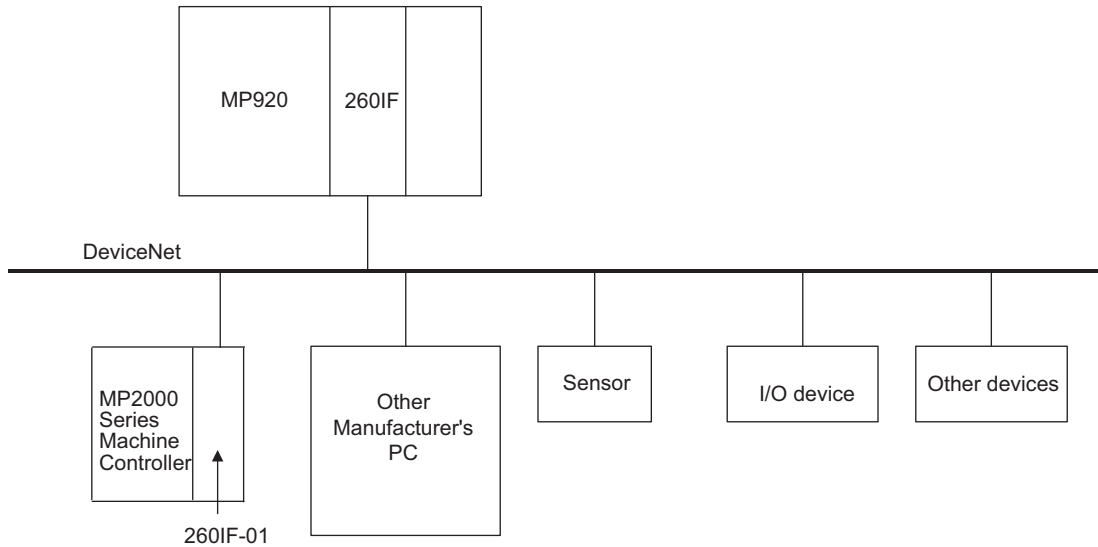 MP920
260IF
DeviceNet
MP2000
Series
Machine
Controller
Other
Manufacturer's
PC
Sensor
I/O device
Other devices
260IF-01